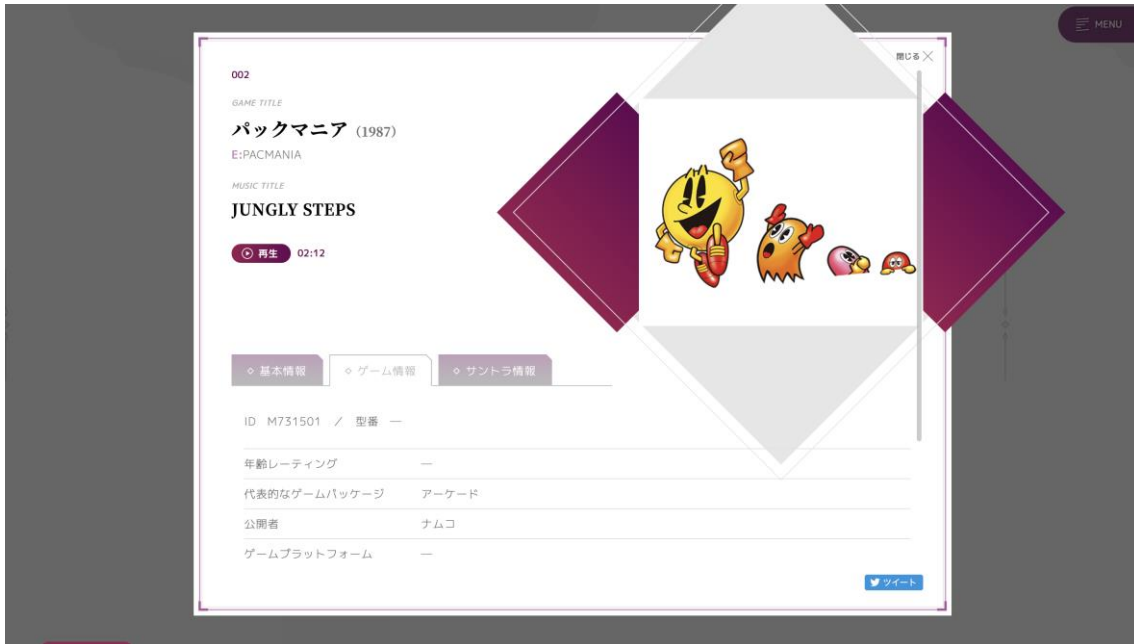 MENU
閉じる
002
GAME TITLE
パックマニア (1987)
E:PACMANIA
MUSIC TITLE
JUNGLY STEPS
再生 02:12
基本情報 ゲーム情報 サントラ情報
ID M731501 / 型番 ―
年齢レーティング ―
代表的なゲームパッケージ アーケード
公開者 ナムコ
ゲームプラットフォーム ―
ツイート